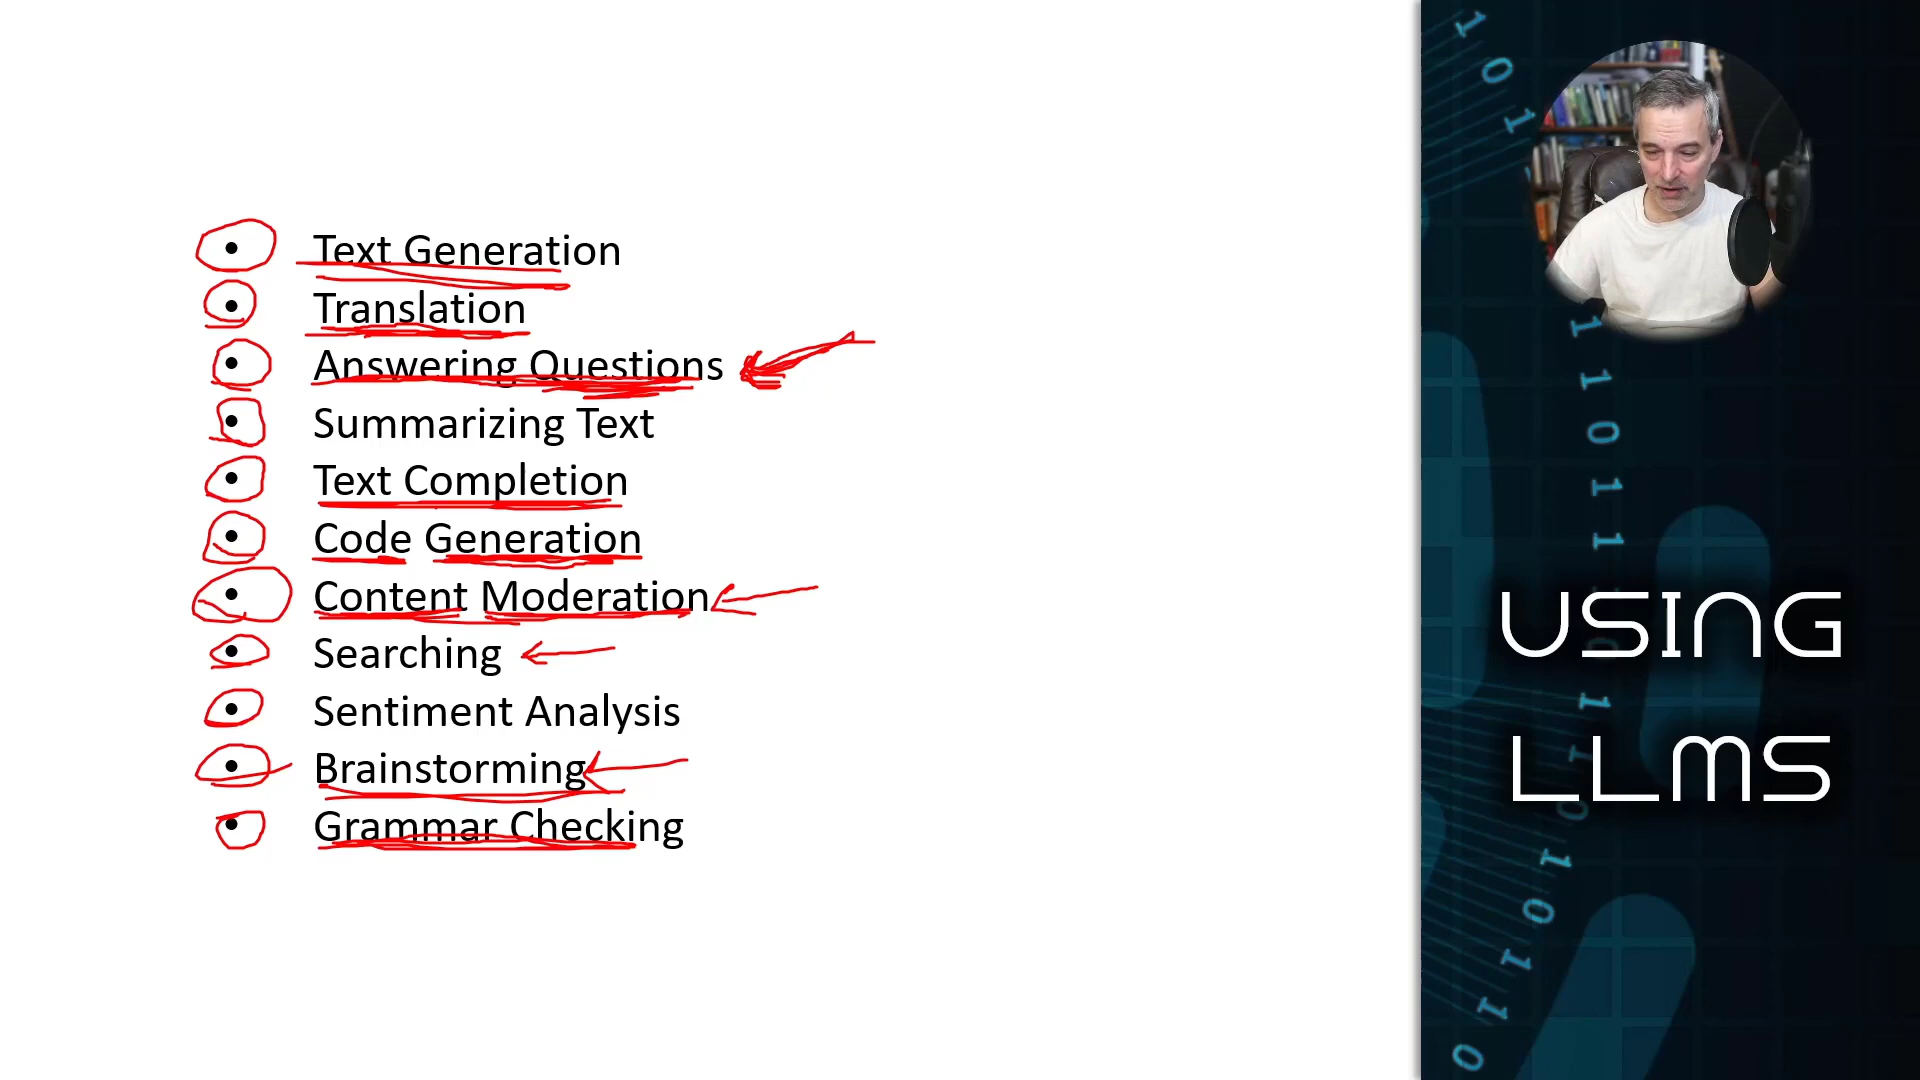 Text Generation
Translation
Answering Questions
Summarizing Text
Text Completion
Code Generation
Content Moderation
Searching
Sentiment Analysis
Brainstorming
Grammar Checking
USING
LLMS